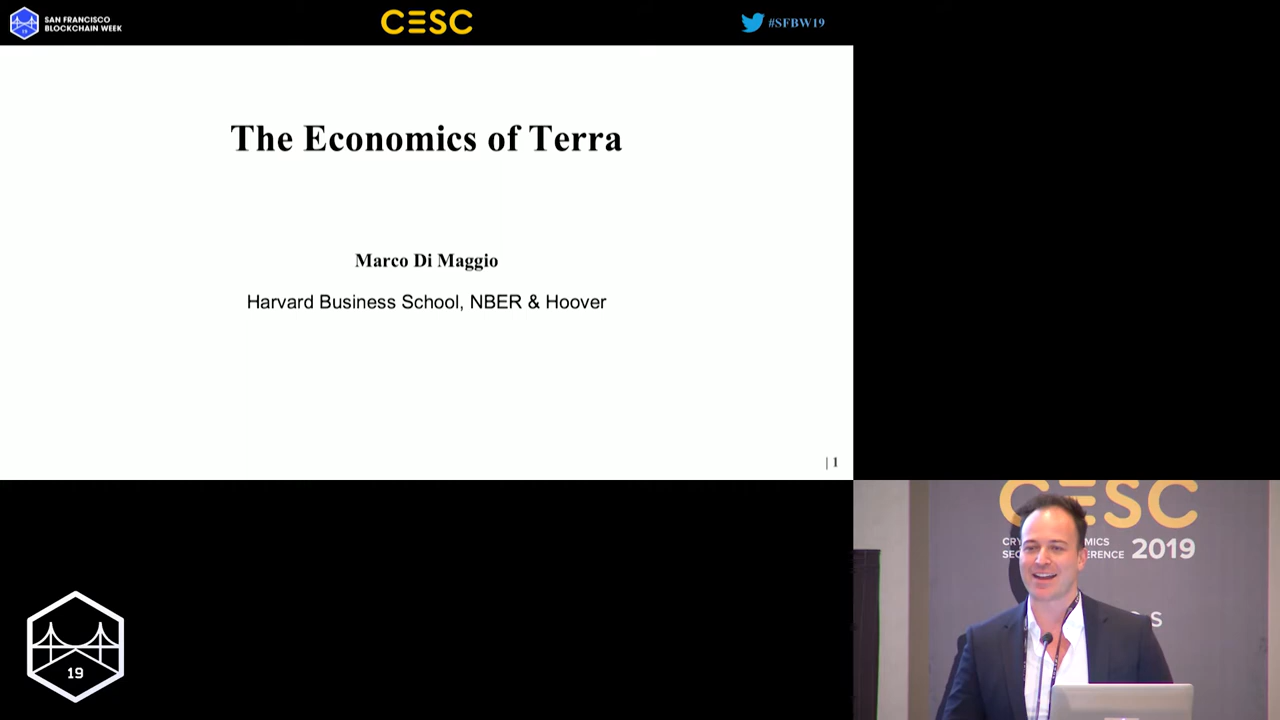 SAN FRANCISCO
BLOCKCHAIN WEEK
19
CESC
#SFBW19
The Economics of Terra
Marco Di Maggio
Harvard Business School, NBER & Hoover
| 1
CESC
2019
19